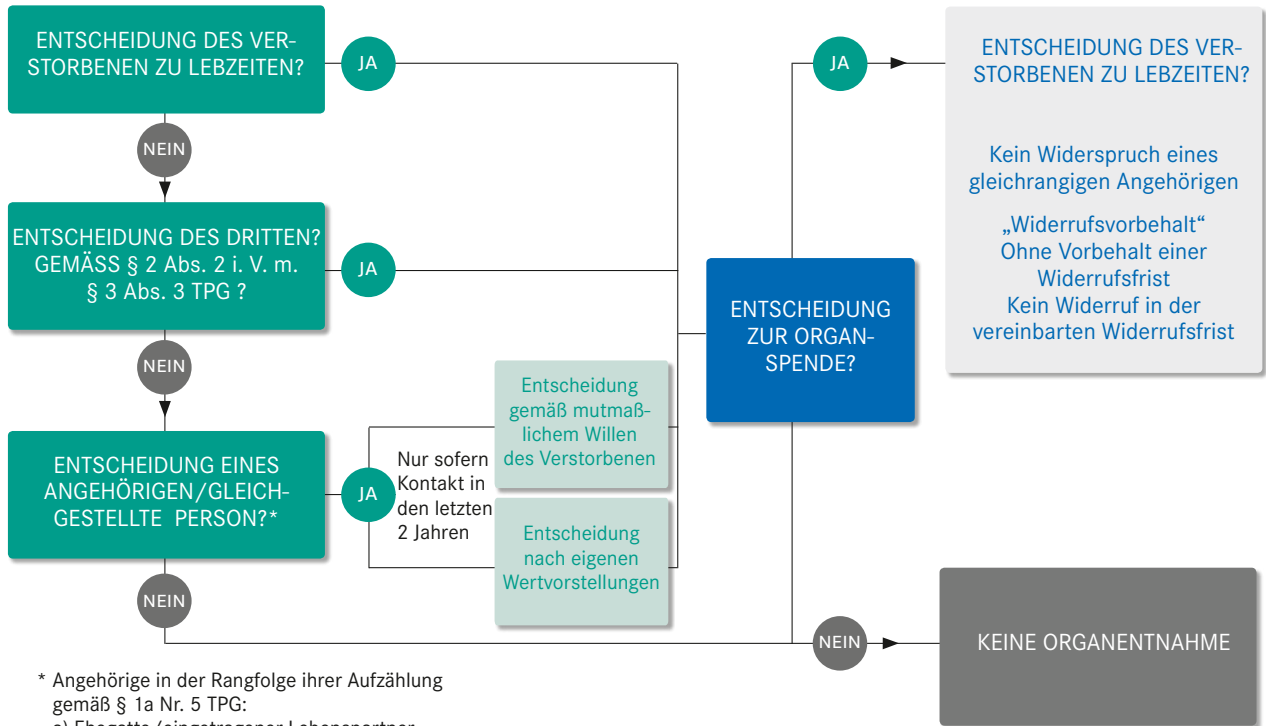 ENTSCHEIDUNG DES VER-
STORBENEN ZU LEBZEITEN?
JA
NEIN
ENTSCHEIDUNG DES DRITTEN?
GEMÄSS § 2 Abs. 2 i. V. m.
§ 3 Abs. 3 TPG ?
JA
NEIN
ENTSCHEIDUNG EINES
ANGEHÖRIGEN/GLEICH-
GESTELLTE PERSON?*
JA
Nur sofern
Kontakt in
den letzten
2 Jahren
Entscheidung
gemäß mutmaß-
lichem Willen
des Verstorbenen
Entscheidung
nach eigenen
Wertvorstellungen
NEIN
ENTSCHEIDUNG
ZUR ORGAN-
SPENDE?
JA
ENTSCHEIDUNG DES VER-
STORBENEN ZU LEBZEITEN?
Kein Widerspruch eines
gleichrangigen Angehörigen
„Widerrufsvorbehalt“
Ohne Vorbehalt einer
Widerrufsfrist
Kein Widerruf in der
vereinbarten Widerrufsfrist
NEIN
KEINE ORGANENTNAHME
* Angehörige in der Rangfolge ihrer Aufzählung
gemäß § 1a Nr. 5 TPG: